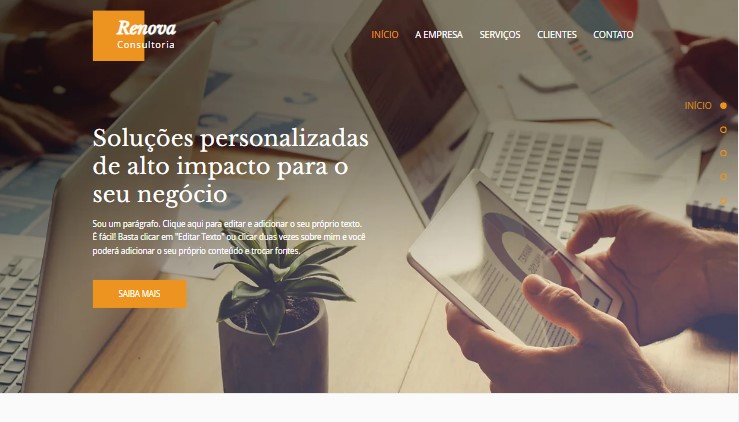 Renova
Consultoria
INÍCIO A EMPRESA SERVIÇOS CLIENTES CONTATO
INÍCIO
Soluções personalizadas
de alto impacto para o
seu negócio
Sou um parágrafo. Clique aqui para editar e adicionar o seu próprio texto.
É fácil! Basta clicar em "Editar Texto" ou clicar duas vezes sobre mim e você
poderá adicionar o seu próprio conteúdo e trocar fontes.
SAIBA MAIS